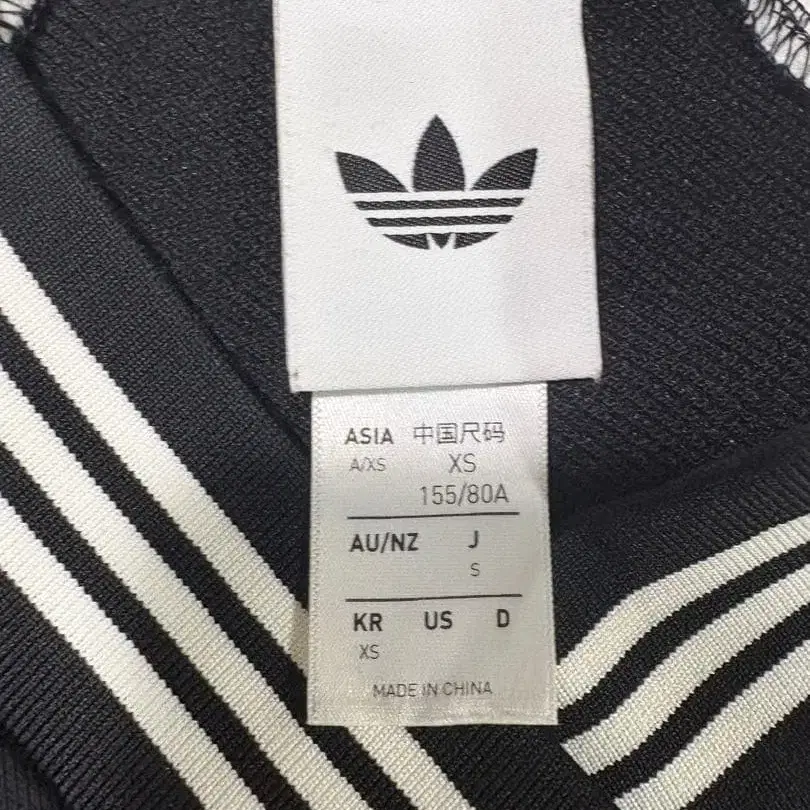 ASIA 中国尺码
A/XS XS
155/80A
AU/NZ J
S
KR US D
XS
MADE IN CHINA